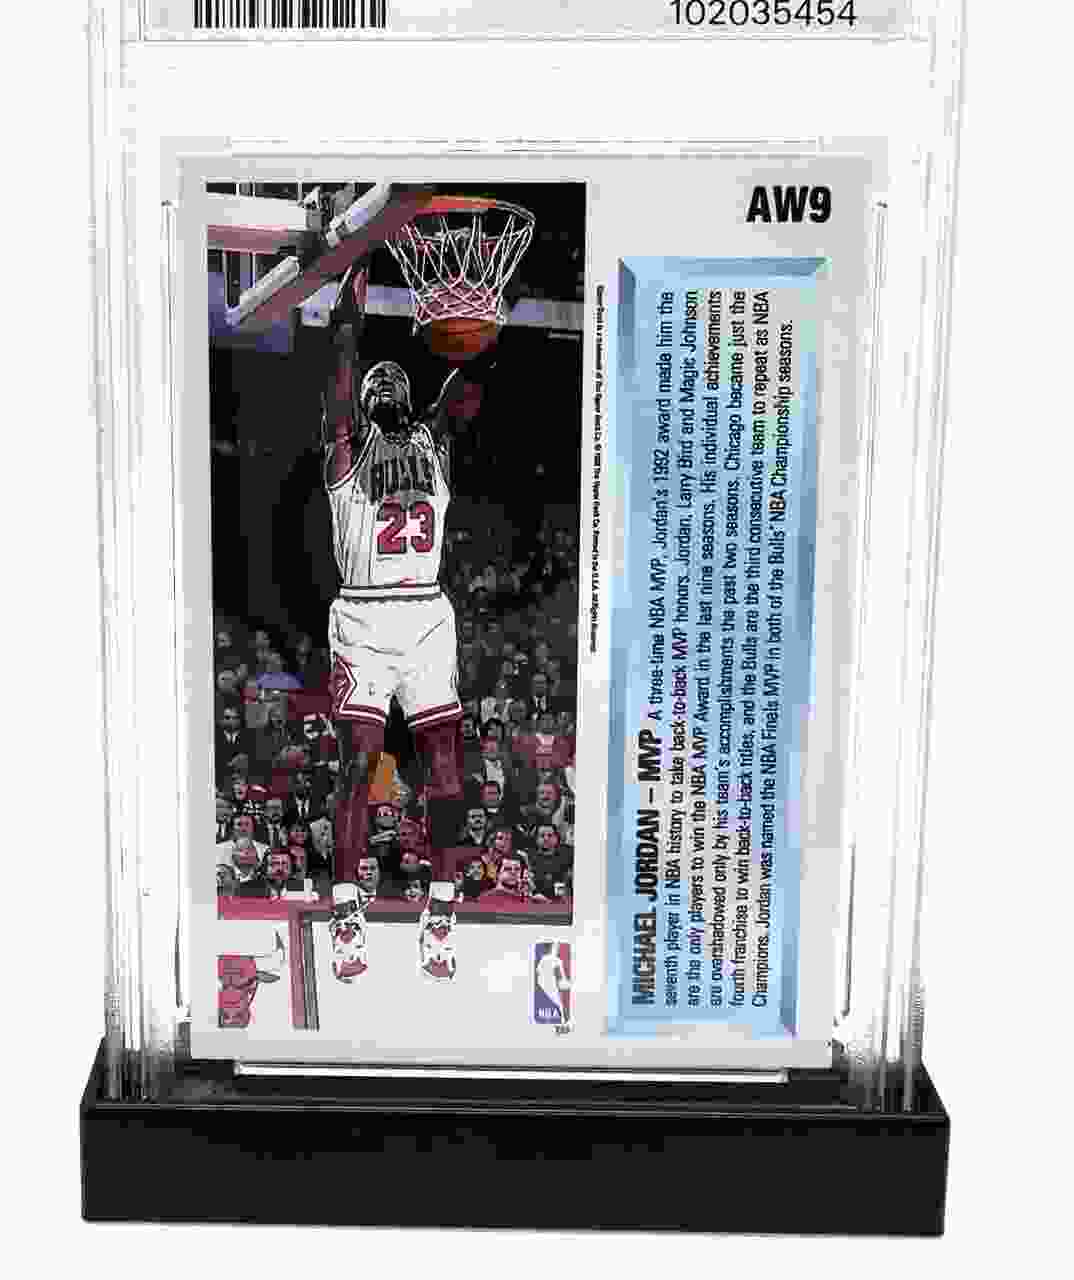 102035454
AW9
BULLS
23
MICHAEL JORDAN – MVP A three-time NBA MVP, Jordan's 1992 award made him the
seventh player in NBA history to take back-to-back MVP honors. Jordan, Larry Bird and Magic Johnson
are the only players to win the NBA MVP Award in the last nine seasons. His individual achievements
are overshadowed only by his team's accomplishments the past two seasons. Chicago became just the
fourth franchise to win back-to-back titles, and the Bulls are the third consecutive team to repeat as NBA
Champions. Jordan was named the NBA Finals MVP in both of the Bulls' NBA Championship seasons.
NBA